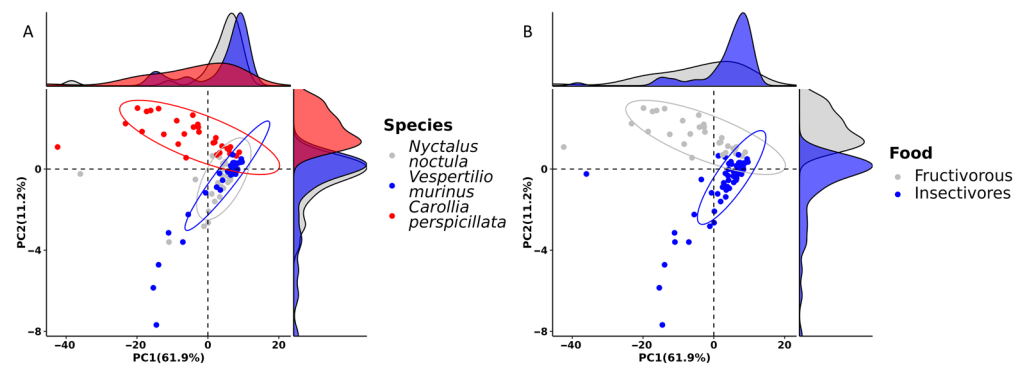 A
0
−4
−8
PC2(11.2%)
−40
−20
0
20
PC1(61.9%)
Species
Nyctalus
noctula
Vespertilio
murinus
Carollia
perspicillata
B
0
−4
−8
PC2(11.2%)
−40
−20
0
20
PC1(61.9%)
Food
Fructivorous
Insectivores